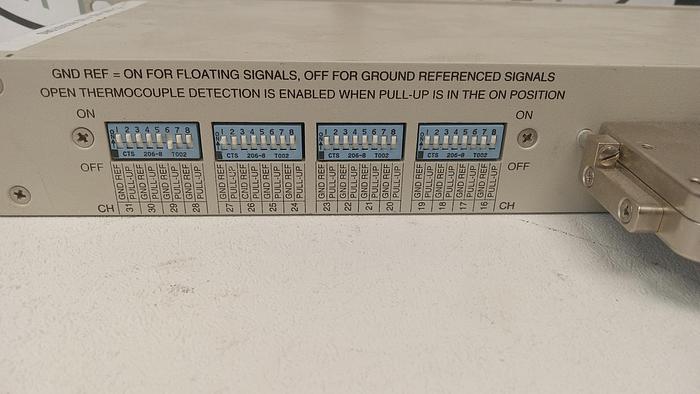 GND REF = ON FOR FLOATING SIGNALS, OFF FOR GROUND REFERENCED SIGNALS
OPEN THERMOCOUPLE DETECTION IS ENABLED WHEN PULL-UP IS IN THE ON POSITION
ON ON
1 2 3 4 5 6 7 8 1 2 3 4 5 6 7 8 1 2 3 4 5 6 7 8 1 2 3 4 5 6 7 8
CTS 206-8 T002 CTS 206-8 T002 CTS 206-8 T002 CTS 206-8 T002
OFF OFF
GND REF PULL-UP GND REF PULL-UP GND REF PULL-UP GND REF PULL-UP GND REF PULL-UP GND REF PULL-UP GND REF PULL-UP GND REF PULL-UP GND REF PULL-UP GND REF PULL-UP GND REF PULL-UP GND REF PULL-UP GND REF PULL-UP GND REF PULL-UP GND REF PULL-UP GND REF PULL-UP
CH 31 30 29 28 27 26 25 24 23 22 21 20 19 18 17 16 CH